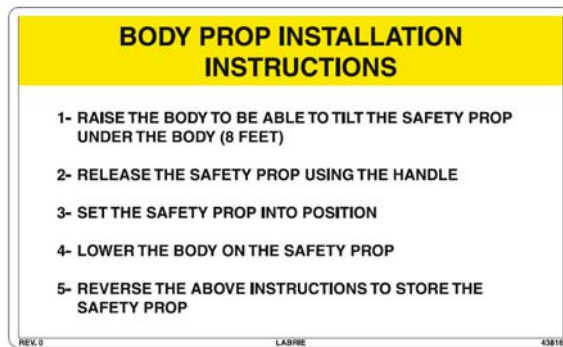 BODY PROP INSTALLATION
INSTRUCTIONS
1- RAISE THE BODY TO BE ABLE TO TILT THE SAFETY PROP
UNDER THE BODY (8 FEET)
2- RELEASE THE SAFETY PROP USING THE HANDLE
3- SET THE SAFETY PROP INTO POSITION
4- LOWER THE BODY ON THE SAFETY PROP
5- REVERSE THE ABOVE INSTRUCTIONS TO STORE THE
SAFETY PROP
REV. 0 LABRIE 43816